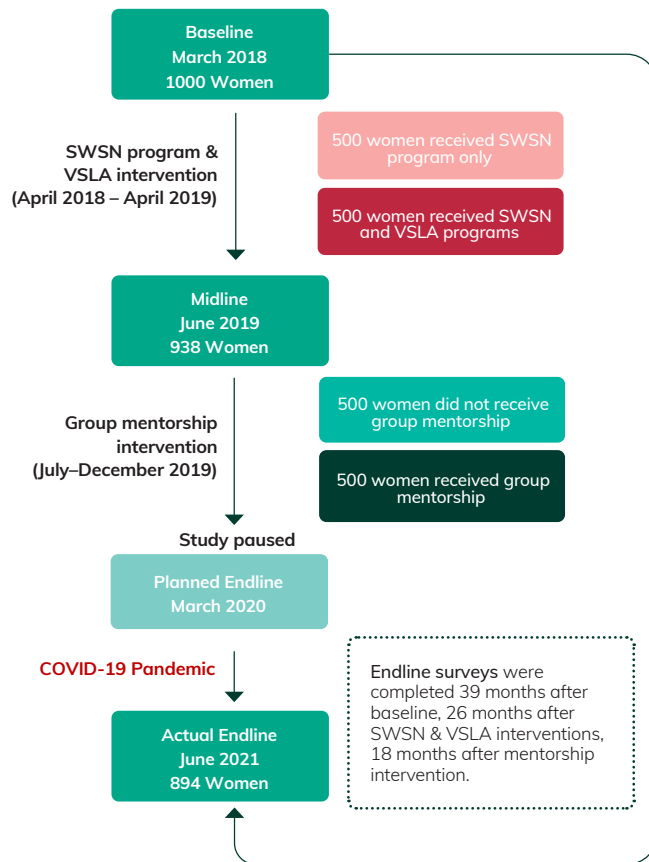 Baseline
March 2018
1000 Women
SWSN program &
VSLA intervention
(April 2018 – April 2019)
500 women received SWSN
program only
500 women received SWSN
and VSLA programs
Midline
June 2019
938 Women
Group mentorship
intervention
(July–December 2019)
500 women did not receive
group mentorship
500 women received group
mentorship
Study paused
Planned Endline
March 2020
COVID-19 Pandemic
Actual Endline
June 2021
894 Women
Endline surveys were
completed 39 months after
baseline, 26 months after
SWSN & VSLA interventions,
18 months after mentorship
intervention.